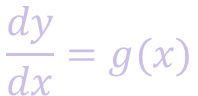 dy/dx = g(x)